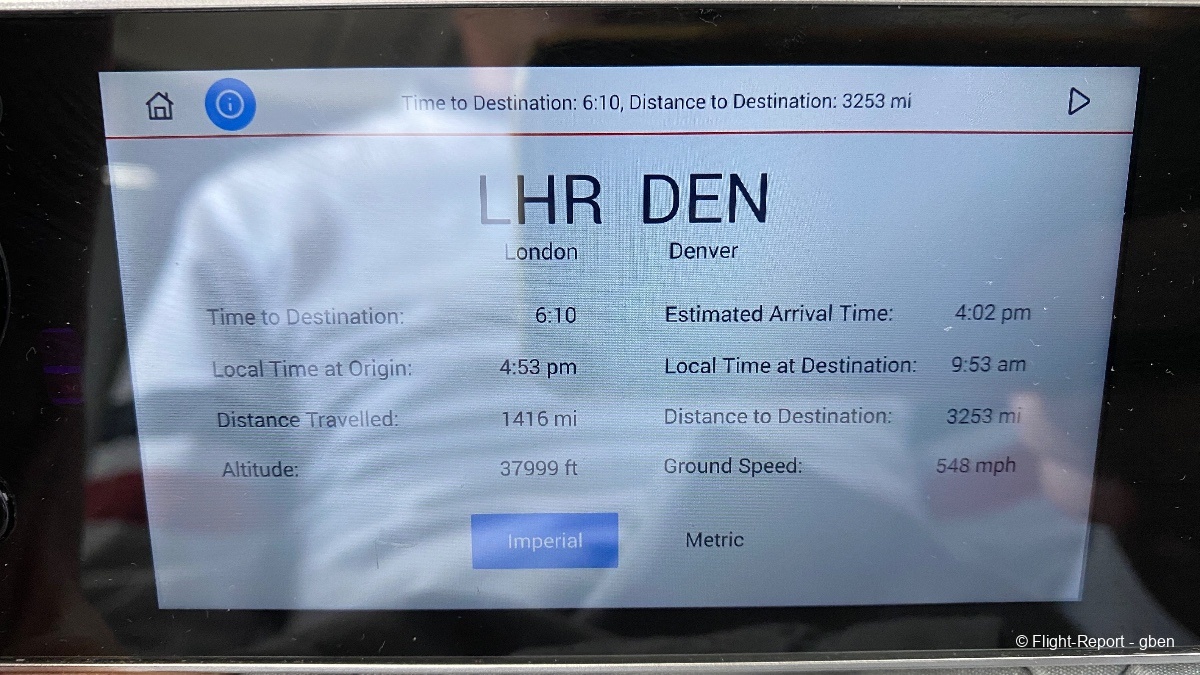 Time to Destination: 6:10, Distance to Destination: 3253 mi
LHR DEN
London Denver
Time to Destination: 6:10 Estimated Arrival Time: 4:02 pm
Local Time at Origin: 4:53 pm Local Time at Destination: 9:53 am
Distance Travelled: 1416 mi Distance to Destination: 3253 mi
Altitude: 37999 ft Ground Speed: 548 mph
Imperial Metric
© Flight-Report - gben